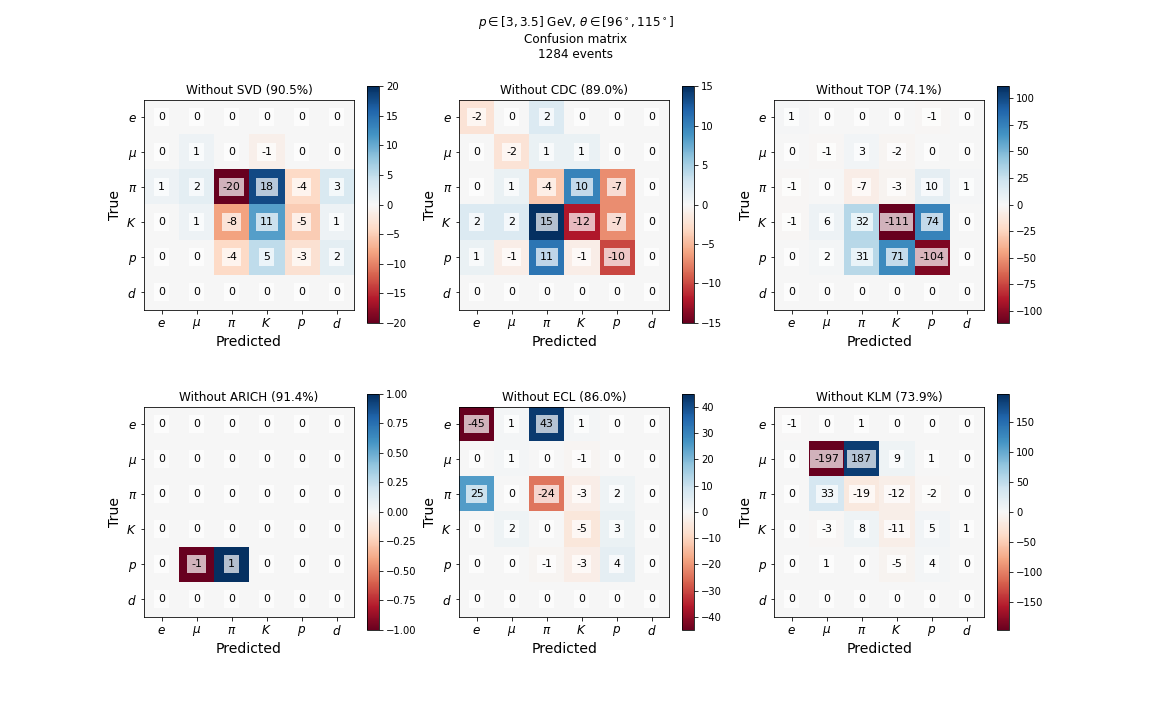 p ∈ [3, 3.5] GeV, θ ∈ [96°, 115°]
Confusion matrix
1284 events
Without SVD (90.5%)
True
e 0 0 0 0 0 0
μ 0 1 0 -1 0 0
π 1 2 -20 18 -4 3
K 0 1 -8 11 -5 1
p 0 0 -4 5 -3 2
d 0 0 0 0 0 0
e μ π K p d
Predicted
20
15
10
5
0
−5
−10
−15
−20
Without CDC (89.0%)
True
e -2 0 2 0 0 0
μ 0 -2 1 1 0 0
π 0 1 -4 10 -7 0
K 2 2 15 -12 -7 0
p 1 -1 11 -1 -10 0
d 0 0 0 0 0 0
e μ π K p d
Predicted
15
10
5
0
−5
−10
−15
Without TOP (74.1%)
True
e 1 0 0 0 -1 0
μ 0 -1 3 -2 0 0
π -1 0 -7 -3 10 1
K -1 6 32 -111 74 0
p 0 2 31 71 -104 0
d 0 0 0 0 0 0
e μ π K p d
Predicted
100
75
50
25
0
−25
−50
−75
−100
Without ARICH (91.4%)
True
e 0 0 0 0 0 0
μ 0 0 0 0 0 0
π 0 0 0 0 0 0
K 0 0 0 0 0 0
p 0 -1 1 0 0 0
d 0 0 0 0 0 0
e μ π K p d
Predicted
1.00
0.75
0.50
0.25
0.00
−0.25
−0.50
−0.75
−1.00
Without ECL (86.0%)
True
e -45 1 43 1 0 0
μ 0 1 0 -1 0 0
π 25 0 -24 -3 2 0
K 0 2 0 -5 3 0
p 0 0 -1 -3 4 0
d 0 0 0 0 0 0
e μ π K p d
Predicted
40
30
20
10
0
−10
−20
−30
−40
Without KLM (73.9%)
True
e -1 0 1 0 0 0
μ 0 -197 187 9 1 0
π 0 33 -19 -12 -2 0
K 0 -3 8 -11 5 1
p 0 1 0 -5 4 0
d 0 0 0 0 0 0
e μ π K p d
Predicted
150
100
50
0
−50
−100
−150